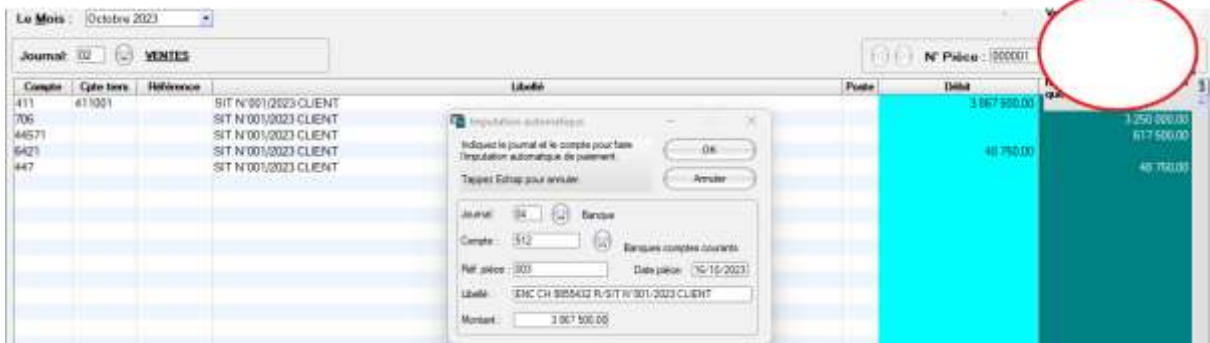 Le Mois : Octobre 2023
Journal: 02 VENTES
N° Pièce : 000001
Compte Cpte tiers Référence Libellé Poste Débit
411 411001 SIT N°001/2023 CLIENT 3 867 500.00
706 SIT N°001/2023 CLIENT 3 250 000.00
44571 SIT N°001/2023 CLIENT 617 500.00
6421 SIT N°001/2023 CLIENT 48 750.00
447 SIT N°001/2023 CLIENT 48 750.00
Imputation automatique
Indiquez le journal et le compte pour faire
l'imputation automatique de paiement.
OK
Tappez Echap pour annuler.
Annuler
Journal 04 Banque
Compte : 512 Banques comptes courants
Réf. pièce : 003 Date pièce 16/10/2023
Libellé ENC CH 8855432 R/SIT N°001/2023 CLIENT
Montant : 3 867 500.00